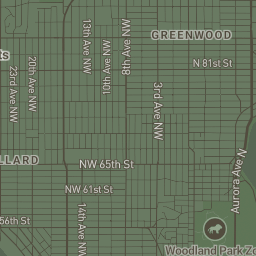 GREENWOOD
13th Ave NW
8th Ave NW
10th Ave NW
20th Ave NW
23rd Ave NW
N 81st St
3rd Ave NW
LLARD
NW 65th St
NW 61st St
14th Ave NW
56th St
Aurora Ave N
Woodland Park Zo